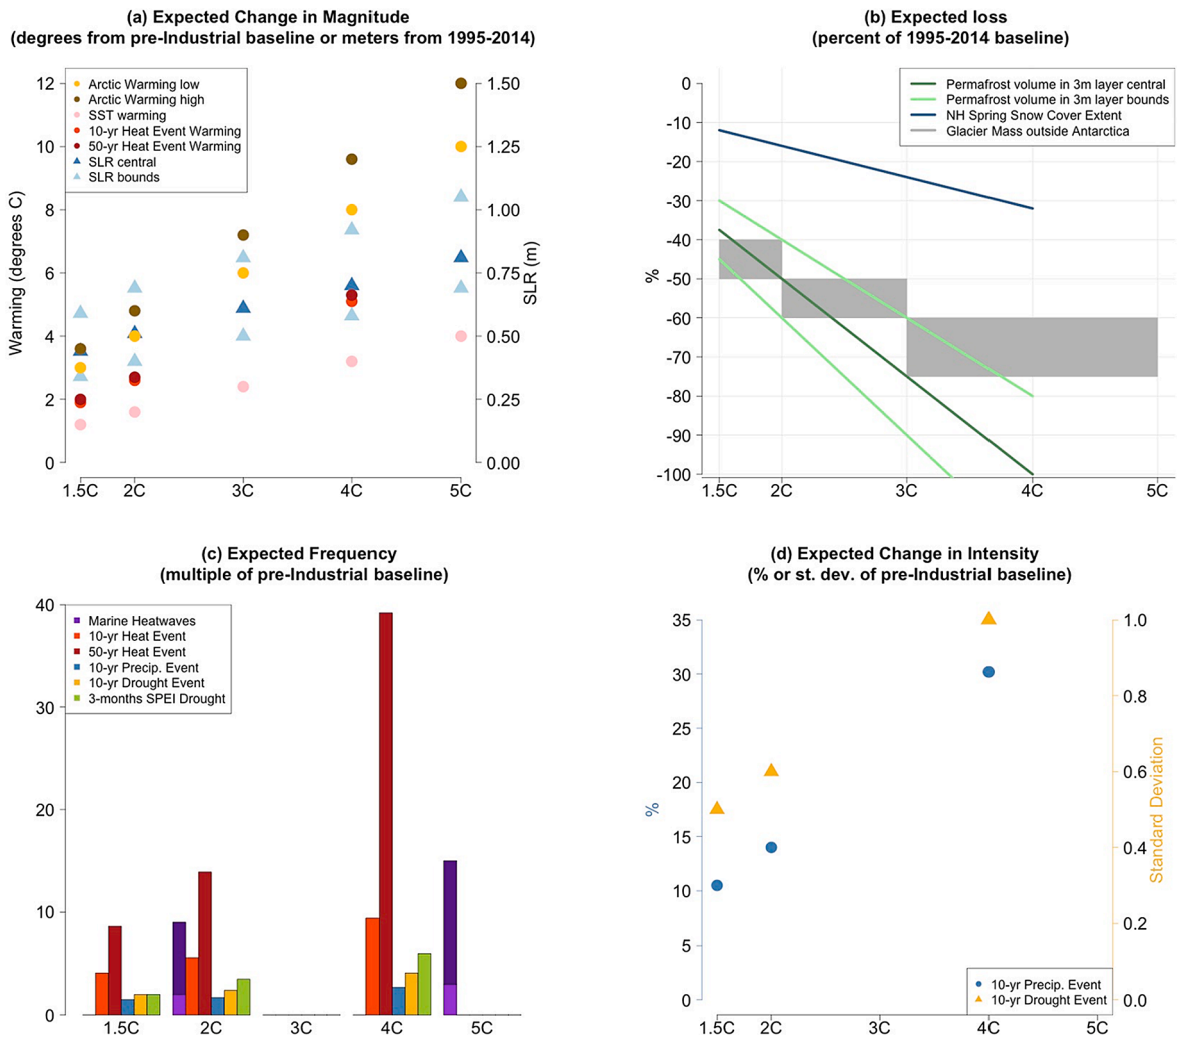 (a) Expected Change in Magnitude
(degrees from pre-Industrial baseline or meters from 1995-2014)
12
10
8
6
4
2
0
Warming (degrees C)
Arctic Warming low
Arctic Warming high
SST warming
10-yr Heat Event Warming
50-yr Heat Event Warming
SLR central
SLR bounds
1.50
1.25
1.00
0.75
0.50
0.25
0.00
SLR (m)
1.5C 2C 3C 4C 5C
(b) Expected loss
(percent of 1995-2014 baseline)
0
-10
-20
-30
-40
-50
-60
-70
-80
-90
-100
%
Permafrost volume in 3m layer central
Permafrost volume in 3m layer bounds
NH Spring Snow Cover Extent
Glacier Mass outside Antarctica
1.5C 2C 3C 4C 5C
(c) Expected Frequency
(multiple of pre-Industrial baseline)
40
30
20
10
0
Marine Heatwaves
10-yr Heat Event
50-yr Heat Event
10-yr Precip. Event
10-yr Drought Event
3-months SPEI Drought
1.5C 2C 3C 4C 5C
(d) Expected Change in Intensity
(% or st. dev. of pre-Industrial baseline)
35
30
25
20
15
10
5
0
%
1.0
0.8
0.6
0.4
0.2
0.0
Standard Deviation
10-yr Precip. Event
10-yr Drought Event
1.5C 2C 3C 4C 5C